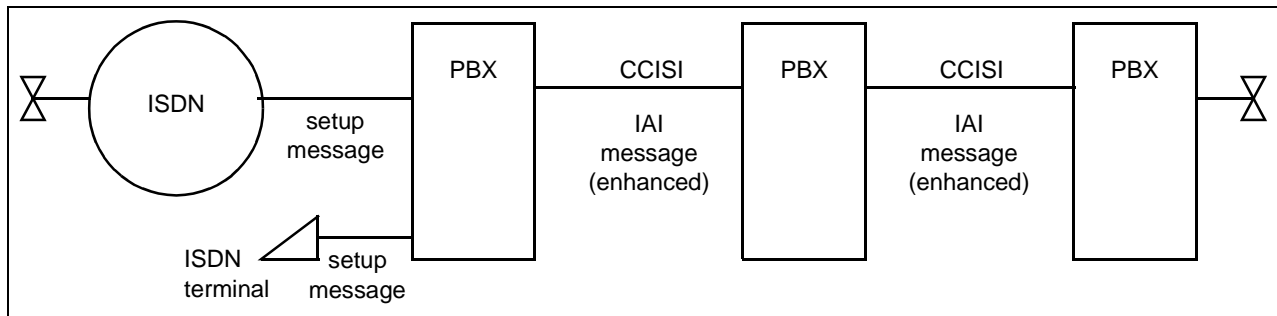 PBX
CCISI
PBX
CCISI
PBX
ISDN
setup
message
IAI
message
(enhanced)
IAI
message
(enhanced)
ISDN
terminal
setup
message